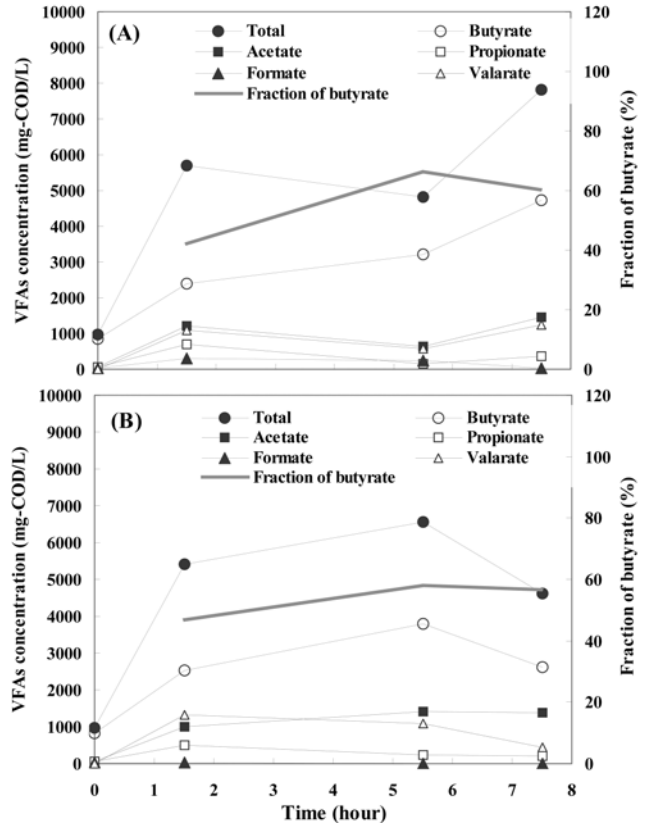 (A)
Total Butyrate
Acetate Propionate
Formate Valarate
Fraction of butyrate
VFAs concentration (mg-COD/L)
10000
9000
8000
7000
6000
5000
4000
3000
2000
1000
0
120
100
80
60
40
20
0
Fraction of butyrate (%)
(B)
Total Butyrate
Acetate Propionate
Formate Valarate
Fraction of butyrate
VFAs concentration (mg-COD/L)
10000
9000
8000
7000
6000
5000
4000
3000
2000
1000
0
120
100
80
60
40
20
0
Fraction of butyrate (%)
0 1 2 3 4 5 6 7 8
Time (hour)